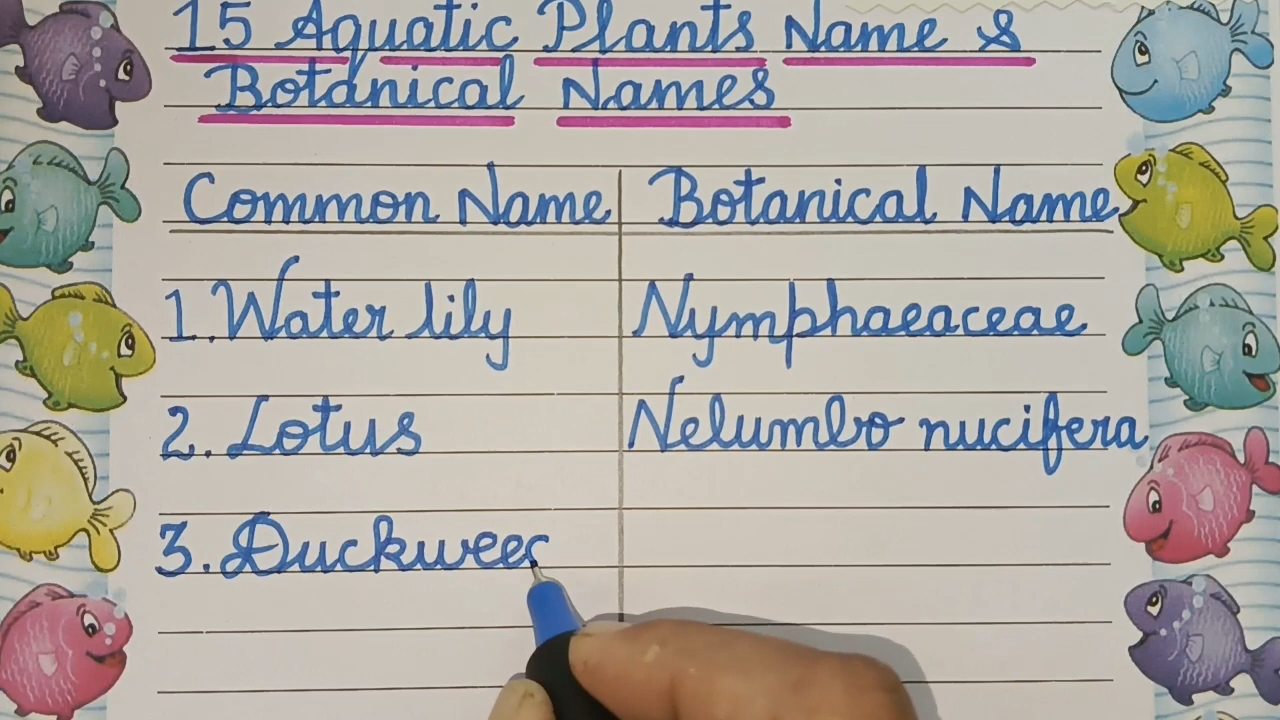 15 Aquatic Plants Name &
Botanical Names
Common Name Botanical Name
1. Water lily Nymphaeaceae
2. Lotus Nelumbo nucifera
3. Duckweec